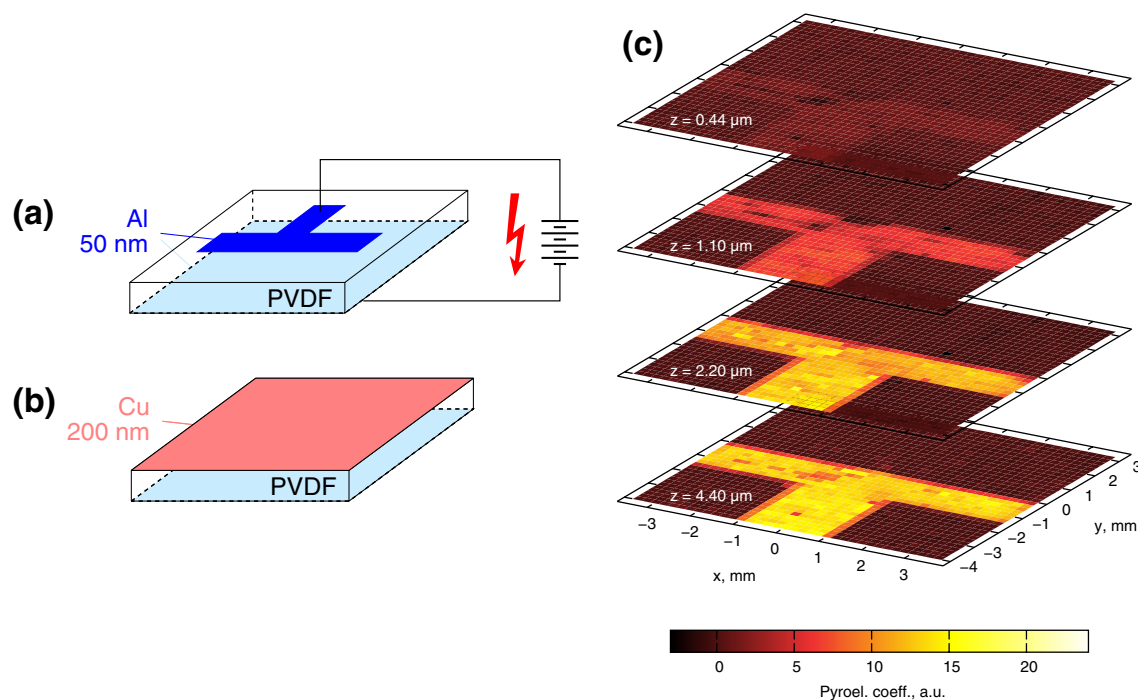 (a)
Al
50 nm
PVDF
(b)
Cu
200 nm
PVDF
(c)
z = 0.44 µm
z = 1.10 µm
z = 2.20 µm
z = 4.40 µm
−3
−2
−1
0
1
2
3
x, mm
−4
−3
−2
−1
0
1
2
3
y, mm
0
5
10
15
20
Pyroel. coeff., a.u.